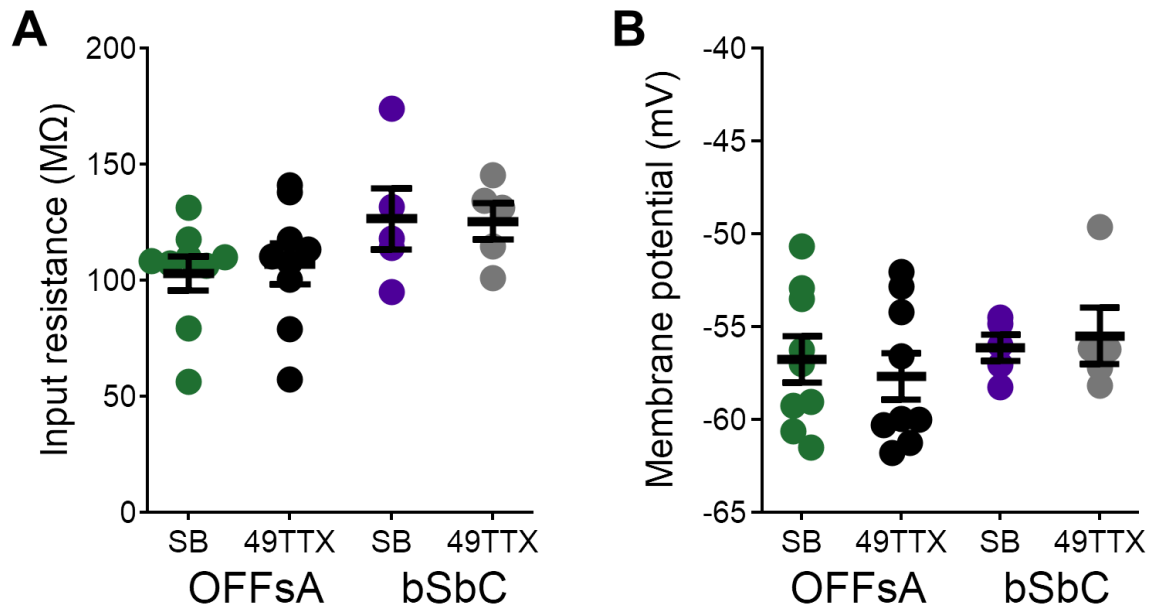 A
Input resistance (MΩ)
200
150
100
50
0
SB
49TTX
SB
49TTX
OFFsA
bSbC
B
Membrane potential (mV)
-40
-45
-50
-55
-60
-65
SB
49TTX
SB
49TTX
OFFsA
bSbC